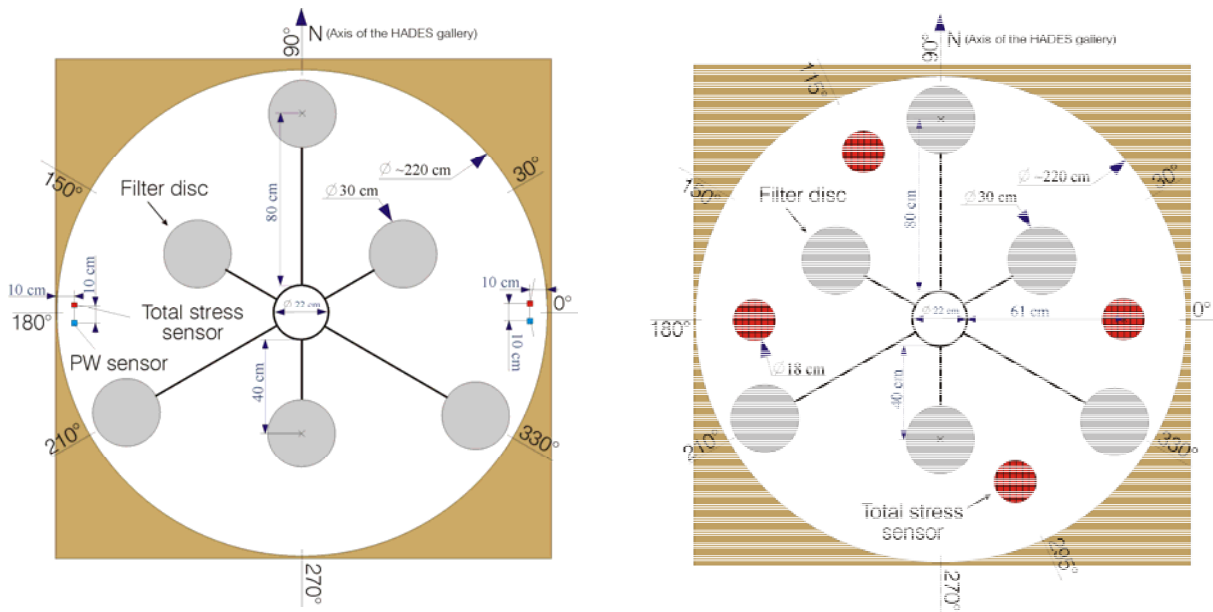 N (Axis of the HADES gallery)
90°
30°
Ø ~220 cm
150°
Filter disc
Ø 30 cm
80 cm
10 cm
10 cm
Total stress
sensor
Ø 22 cm
10 cm
0°
180°
PW sensor
10 cm
40 cm
210°
330°
270°
N (Axis of the HADES gallery)
90°
115°
Ø ~220 cm
30°
150°
Filter disc
Ø 30 cm
80 cm
0°
180°
Ø 22 cm
61 cm
Ø 18 cm
40 cm
210°
330°
Total stress
sensor
295°
270°